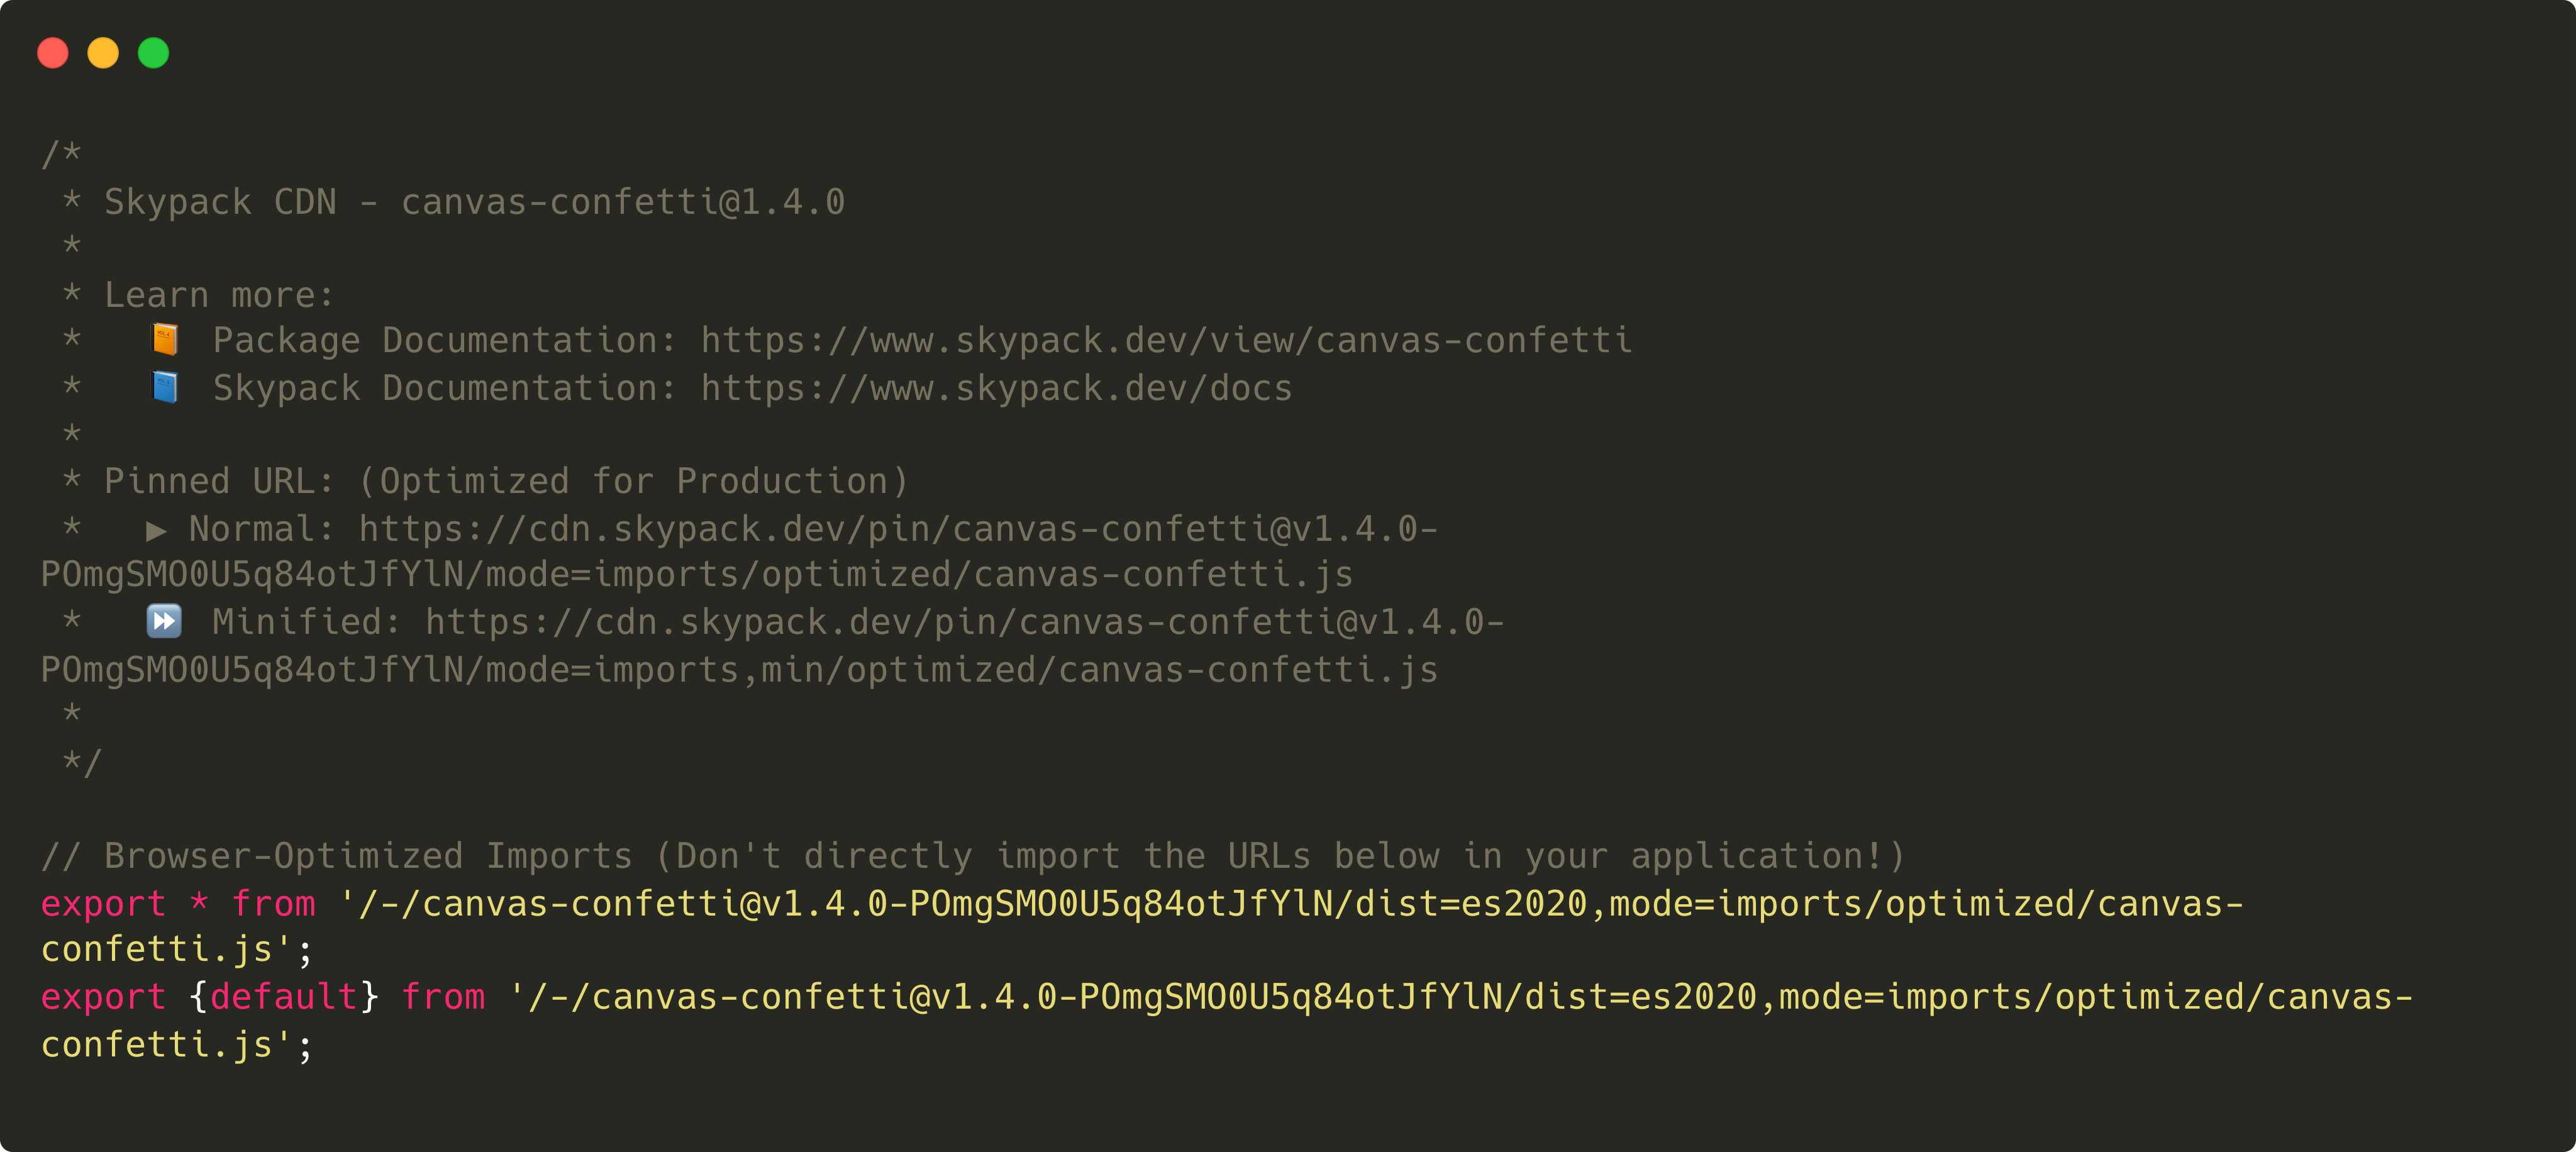 /*
 * Skypack CDN - canvas-confetti@1.4.0
 *
 * Learn more:
 *   📙 Package Documentation: https://www.skypack.dev/view/canvas-confetti
 *   📘 Skypack Documentation: https://www.skypack.dev/docs
 *
 * Pinned URL: (Optimized for Production)
 *   ▶ Normal: https://cdn.skypack.dev/pin/canvas-confetti@v1.4.0-
POmgSMO0U5q84otJfYlN/mode=imports/optimized/canvas-confetti.js
 *   ⏩ Minified: https://cdn.skypack.dev/pin/canvas-confetti@v1.4.0-
POmgSMO0U5q84otJfYlN/mode=imports,min/optimized/canvas-confetti.js
 *
 */

// Browser-Optimized Imports (Don't directly import the URLs below in your application!)
export * from '/-/canvas-confetti@v1.4.0-POmgSMO0U5q84otJfYlN/dist=es2020,mode=imports/optimized/canvas-
confetti.js';
export {default} from '/-/canvas-confetti@v1.4.0-POmgSMO0U5q84otJfYlN/dist=es2020,mode=imports/optimized/canvas-
confetti.js';